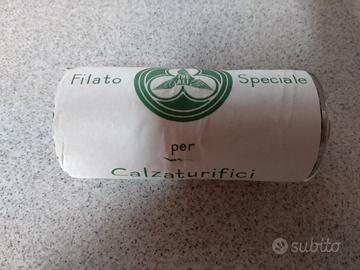 Filato Speciale
per
Calzaturifici
subito